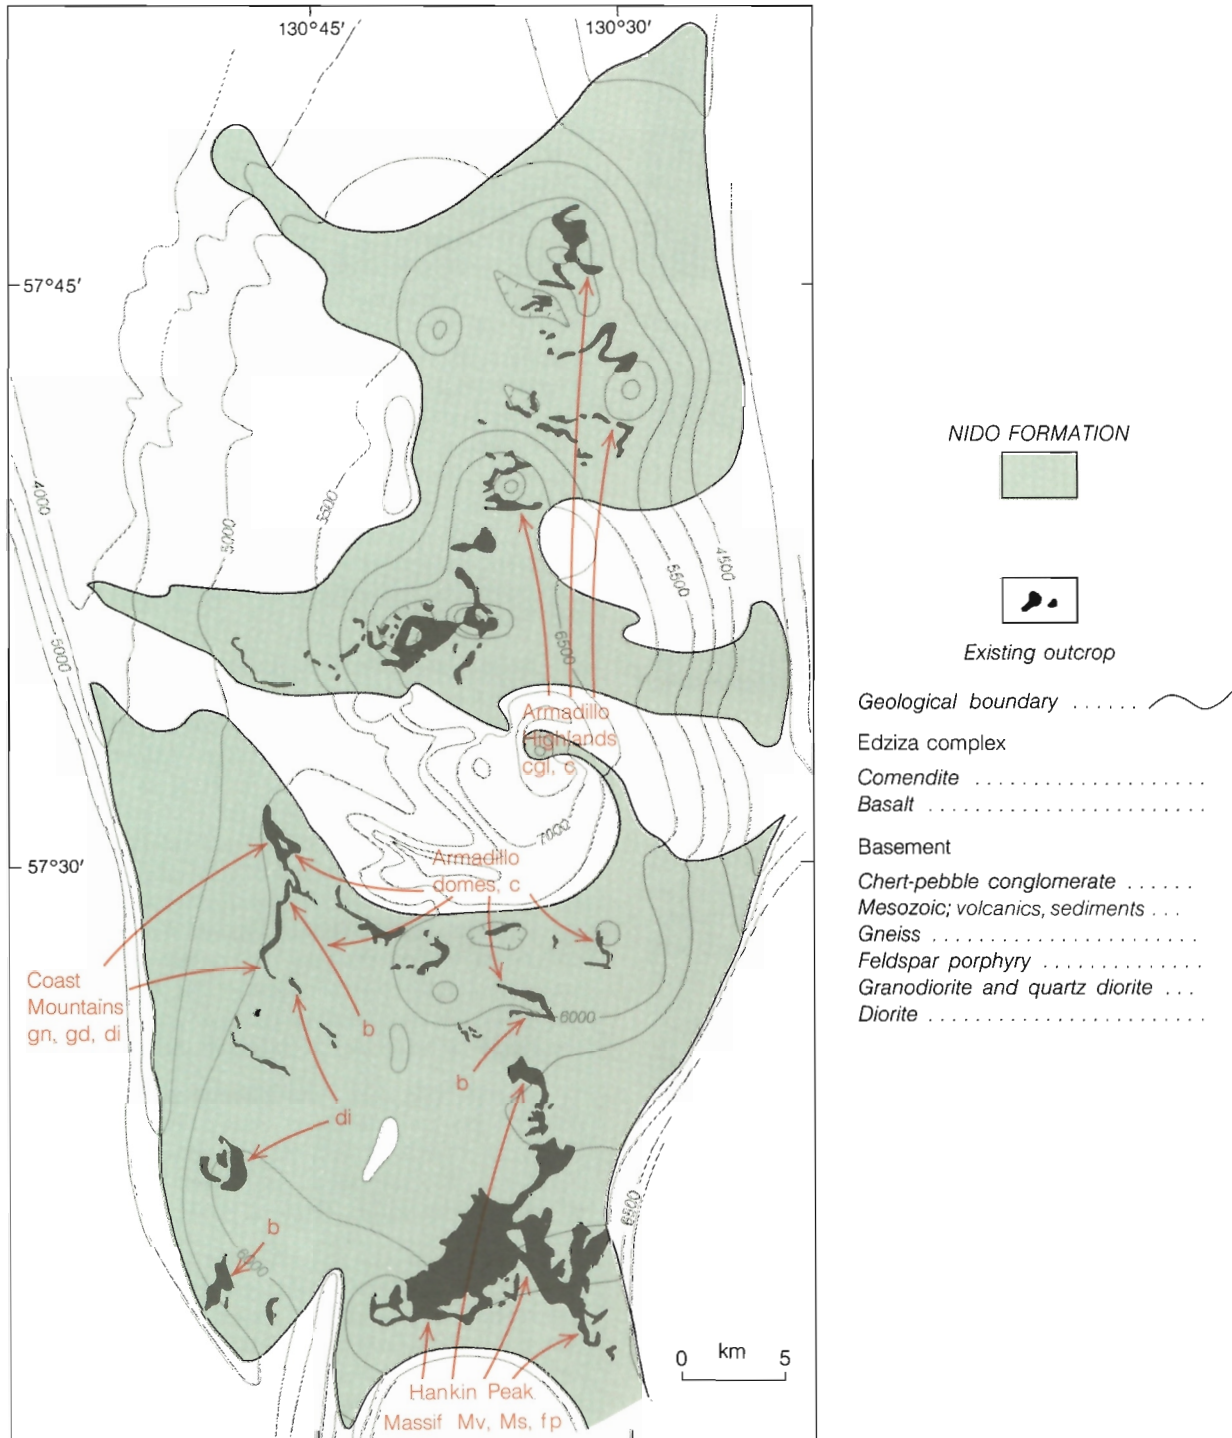 130°45′
130°30′
57°45′
4000
5000
5500
5000
4500
5500
6500
Armadillo
Highlands
cgl, c
7000
57°30′
Armadillo
domes, c
Coast
Mountains
gn, gd, di
b
6000
b
di
b
6000
6500
0 km 5
Hankin Peak
Massif Mv, Ms, fp
NIDO FORMATION
Existing outcrop
Geological boundary ......
Edziza complex
Comendite ......................
Basalt ..........................
Basement
Chert-pebble conglomerate ......
Mesozoic; volcanics, sediments ...
Gneiss .........................
Feldspar porphyry ..............
Granodiorite and quartz diorite ...
Diorite ..........................